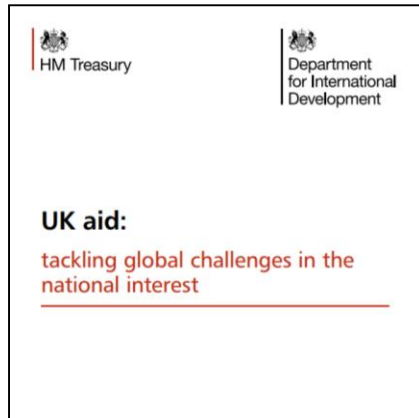 HM Treasury
Department
for International
Development
UK aid:
tackling global challenges in the
national interest